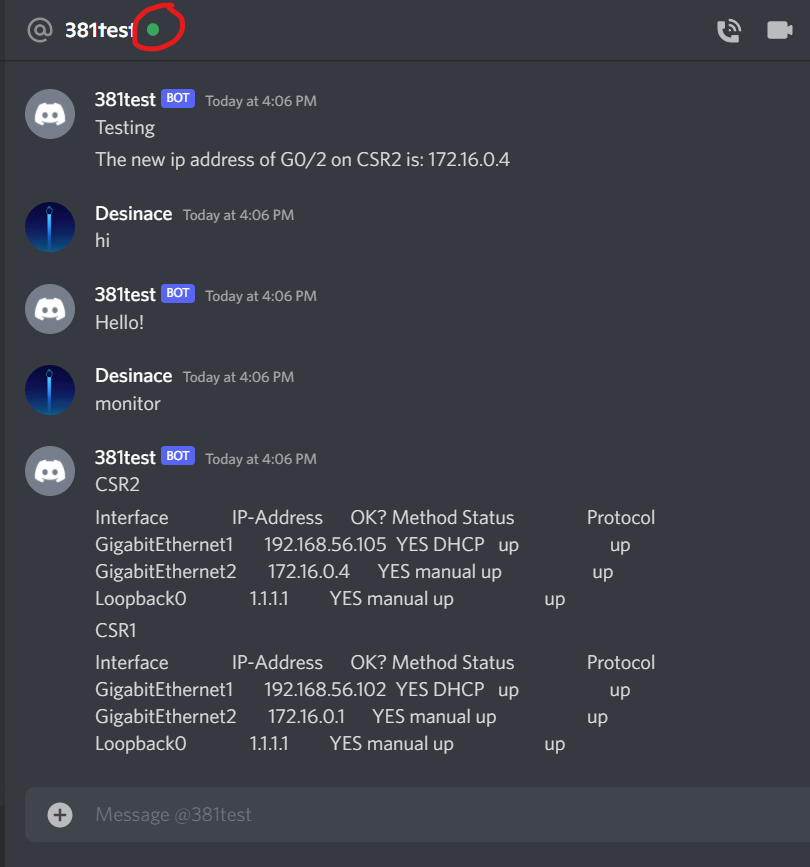 @ 381test
381test BOT Today at 4:06 PM
Testing
The new ip address of G0/2 on CSR2 is: 172.16.0.4
Desinace Today at 4:06 PM
hi
381test BOT Today at 4:06 PM
Hello!
Desinace Today at 4:06 PM
monitor
381test BOT Today at 4:06 PM
CSR2
Interface IP-Address OK? Method Status Protocol
GigabitEthernet1 192.168.56.105 YES DHCP up up
GigabitEthernet2 172.16.0.4 YES manual up up
Loopback0 1.1.1.1 YES manual up up
CSR1
Interface IP-Address OK? Method Status Protocol
GigabitEthernet1 192.168.56.102 YES DHCP up up
GigabitEthernet2 172.16.0.1 YES manual up up
Loopback0 1.1.1.1 YES manual up up
Message @381test